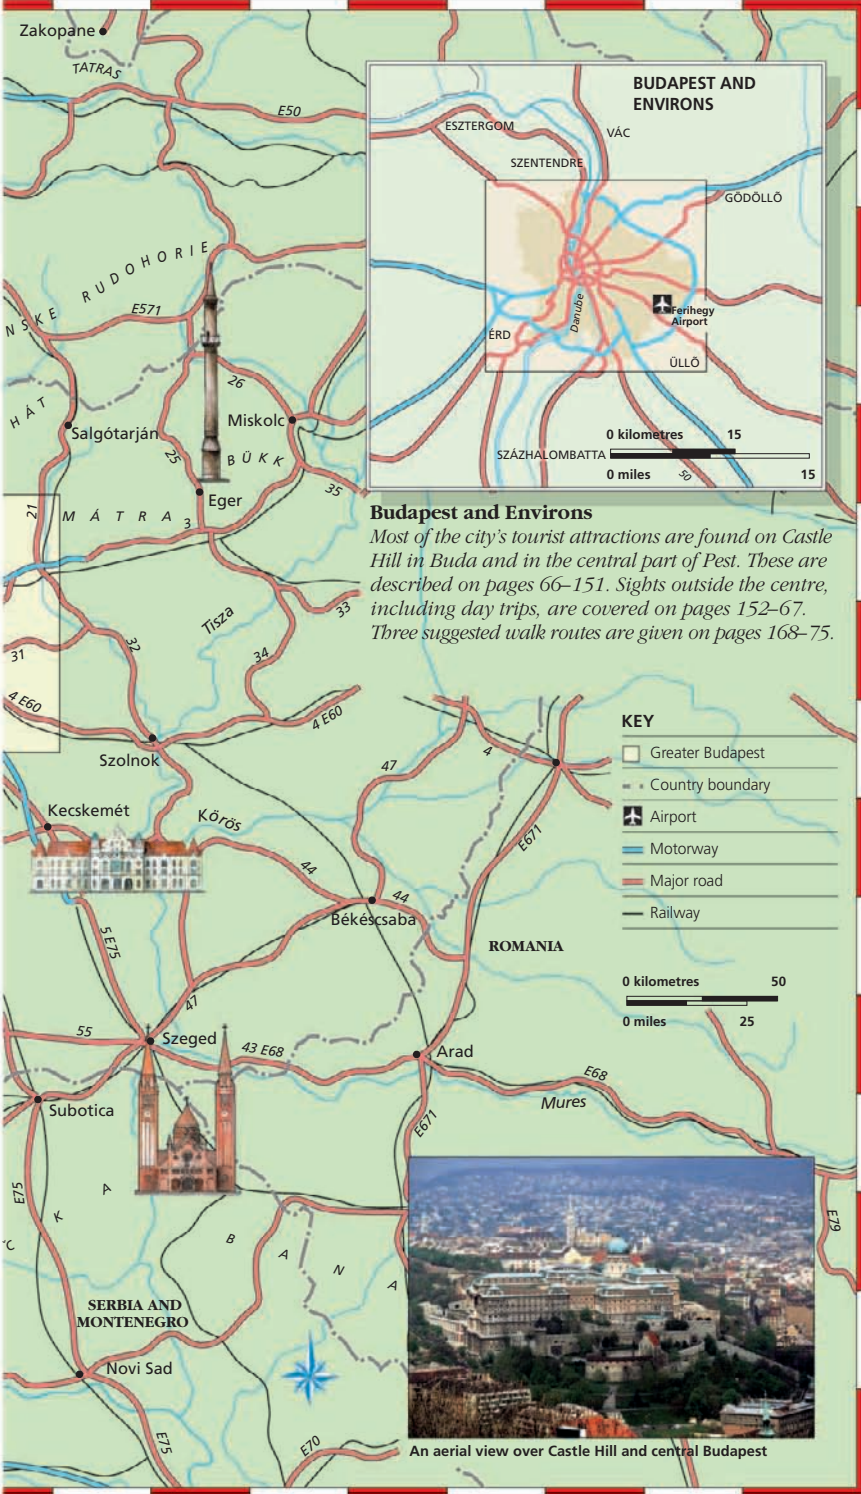 Zakopane
TATRAS
E50
BUDAPEST AND
ENVIRONS
ESZTERGOM
VÁC
SZENTENDRE
GÖDÖLLŐ
Danube
Ferihegy
Airport
ÉRD
ÜLLŐ
SZÁZHALOMBATTA
0 kilometres 15
0 miles 15
50
NSKE RUDOHORIE
E571
HÁT
Salgótarján
26
Miskolc
25
BÜKK
35
Eger
21
MÁTRA
3
Budapest and Environs
Most of the city's tourist attractions are found on Castle
Hill in Buda and in the central part of Pest. These are
described on pages 66–151. Sights outside the centre,
including day trips, are covered on pages 152–67.
Three suggested walk routes are given on pages 168–75.
Tisza
33
31
32
34
4 E60
4 E60
Szolnok
KEY
Greater Budapest
Country boundary
Airport
Motorway
Major road
Railway
4
47
Kecskemét
Körös
E671
44
44
Békéscsaba
5 E75
ROMANIA
0 kilometres 50
0 miles 25
47
55
Szeged
43 E68
Arad
E68
Mures
Subotica
E671
E75
C K A
B A N A
E79
SERBIA AND
MONTENEGRO
Novi Sad
E75
E70
An aerial view over Castle Hill and central Budapest